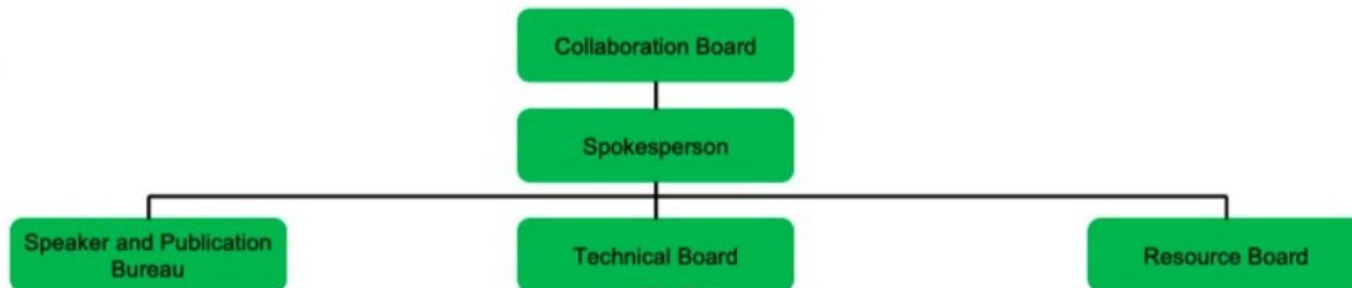 Collaboration Board
Spokesperson
Speaker and Publication
Bureau
Technical Board
Resource Board